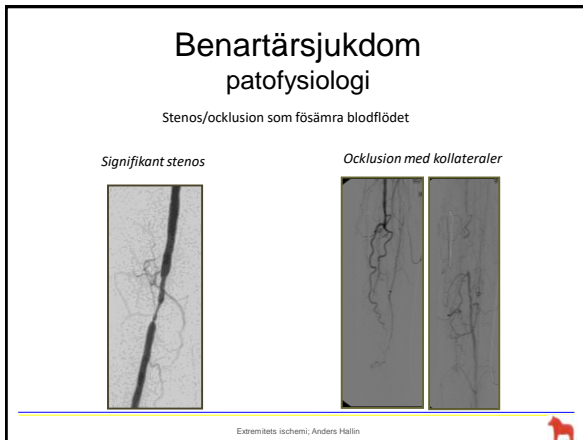 Benartärsjukdom
patofysiologi
Stenos/ocklusion som fösämra blodflödet
Signifikant stenos
Ocklusion med kollateraler
Extremitets ischemi; Anders Hallin